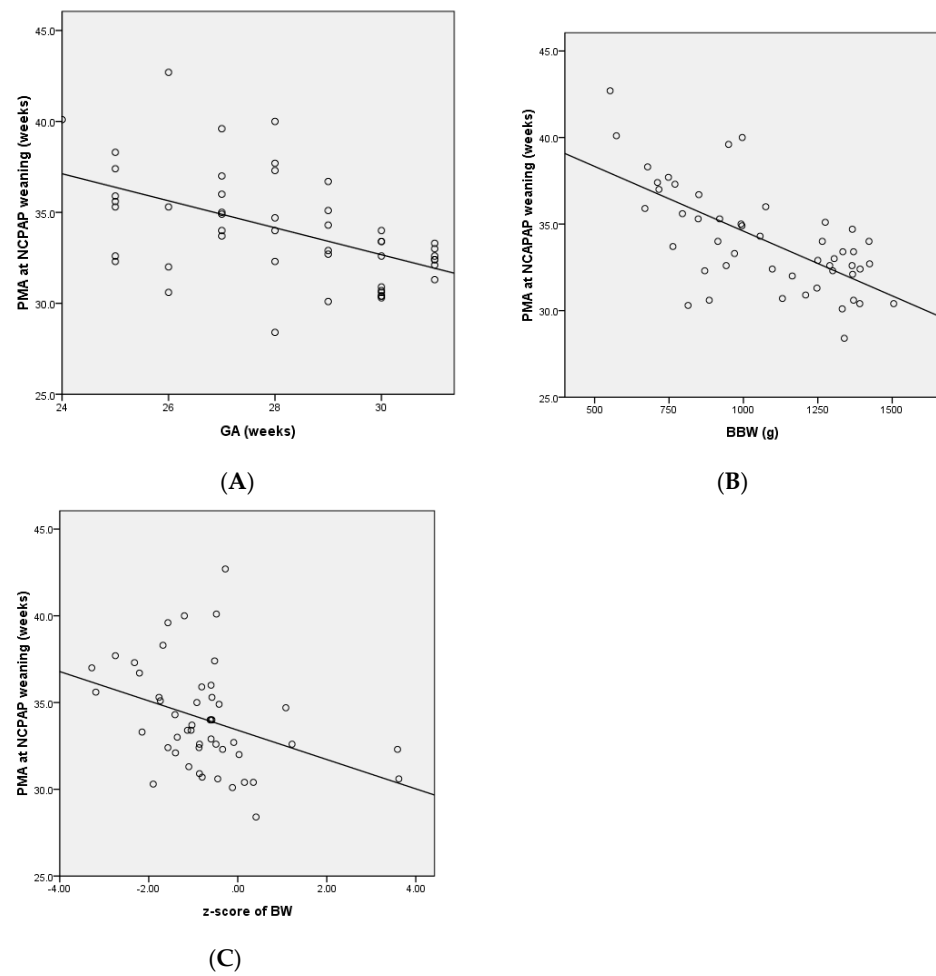 45.0
40.0
35.0
30.0
25.0
PMA at NCPAP weaning (weeks)
24 26 28 30
GA (weeks)
(A)
45.0
40.0
35.0
30.0
25.0
PMA at NCAPAP weaning (weeks)
500 750 1000 1250 1500
BBW (g)
(B)
45.0
40.0
35.0
30.0
25.0
PMA at NCPAP weaning (weeks)
-4.00 -2.00 .00 2.00 4.00
z-score of BW
(C)